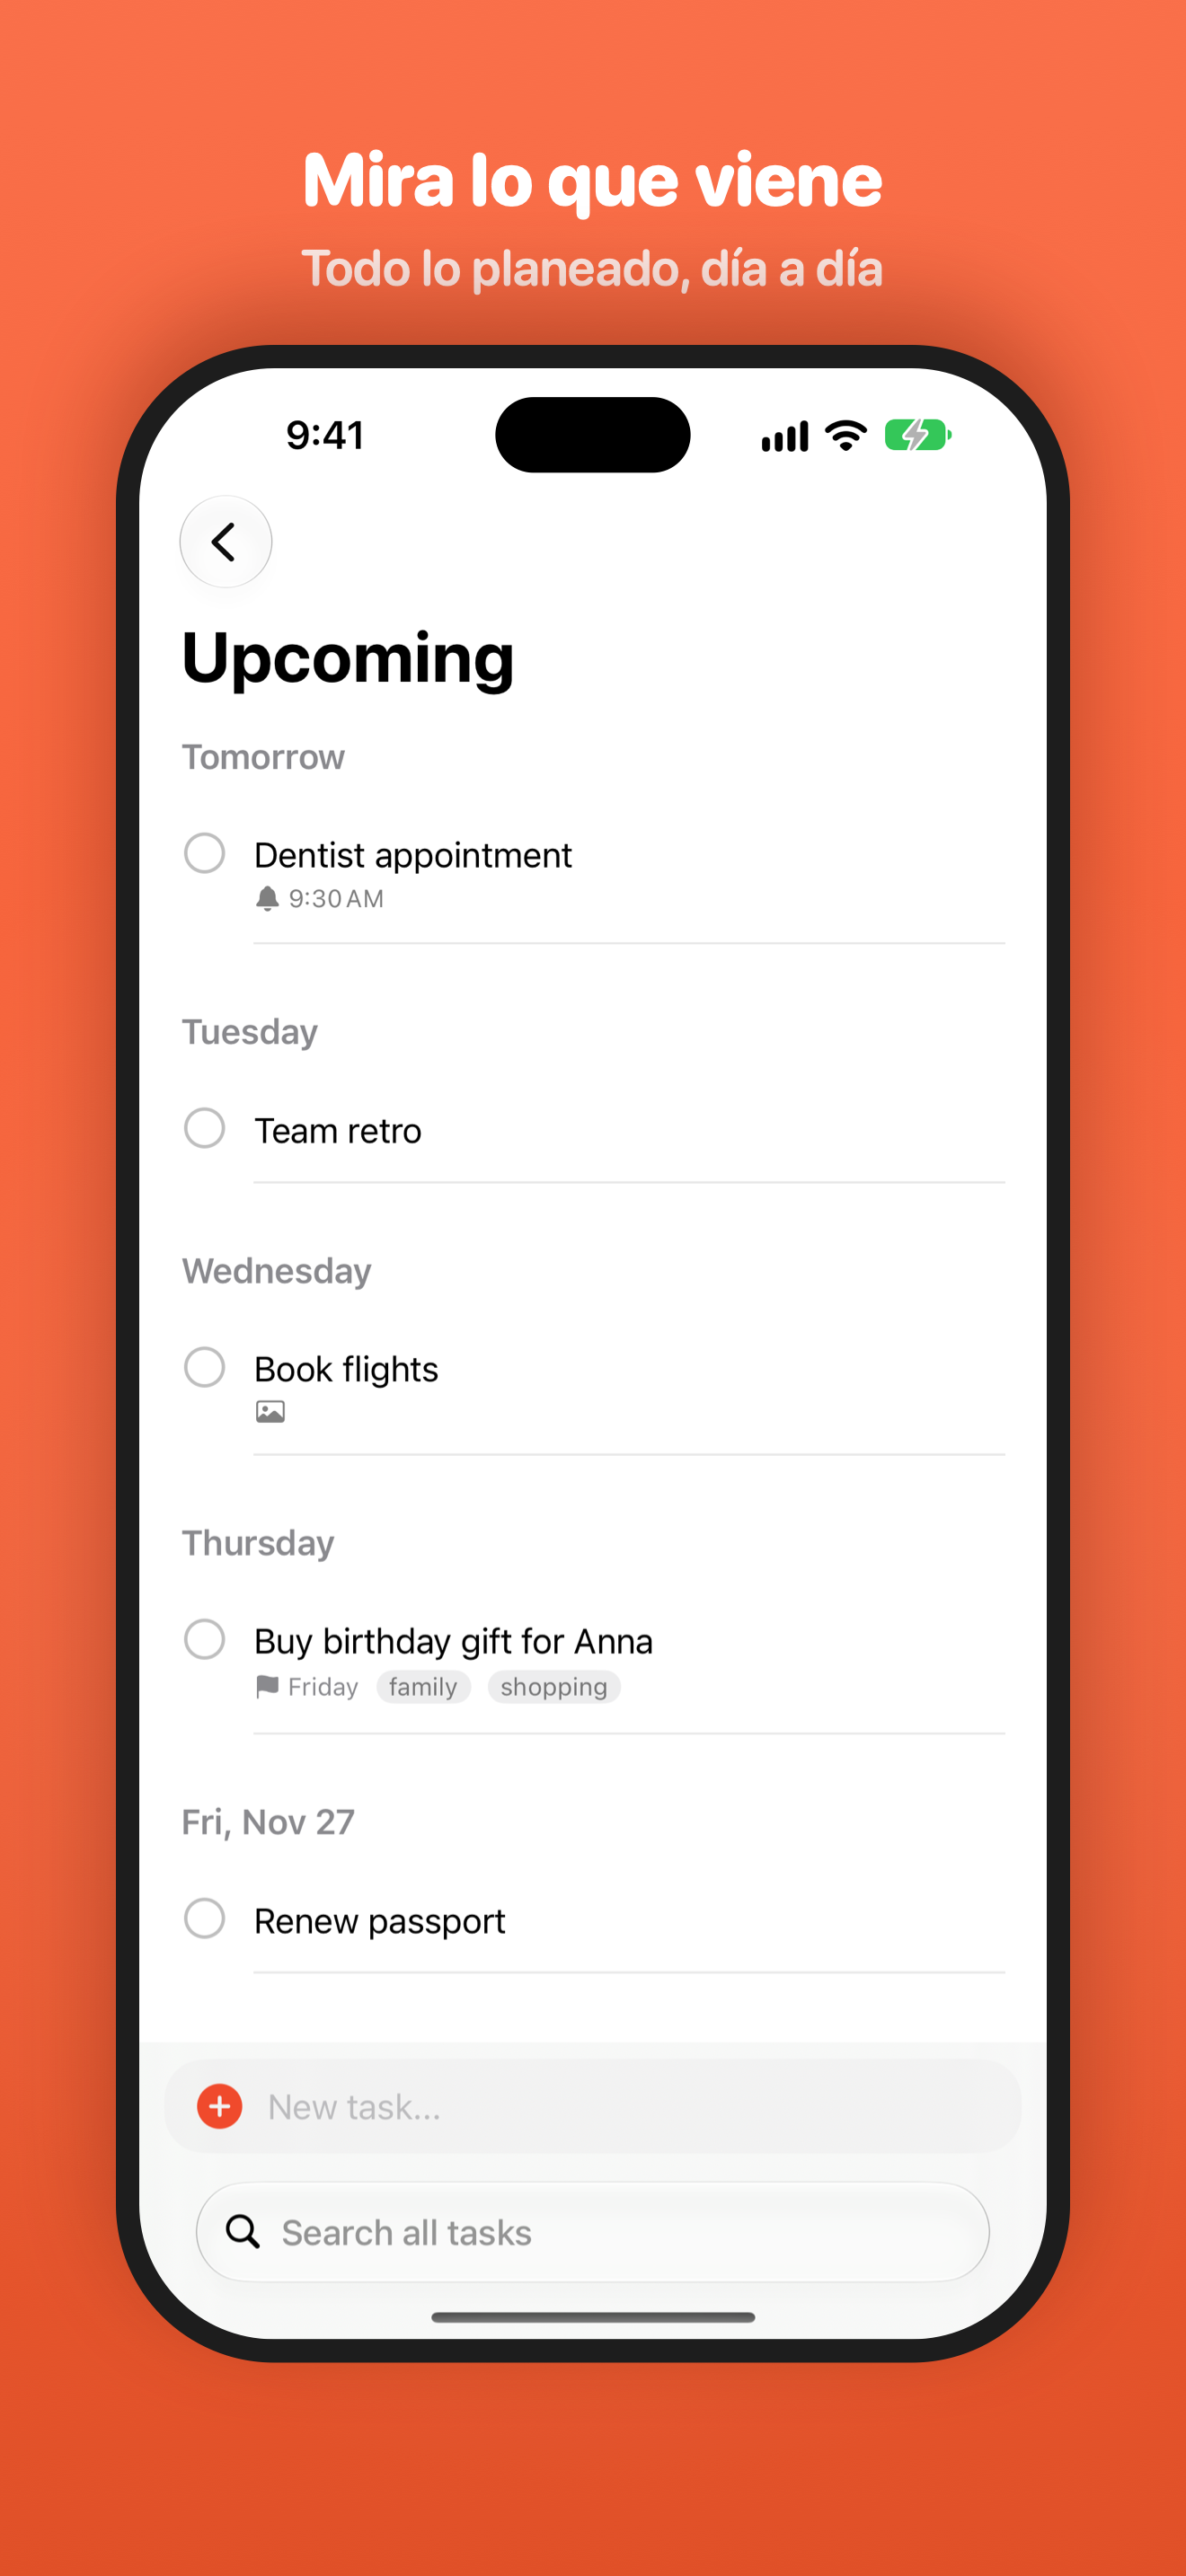 Mira lo que viene
Todo lo planeado, día a día
9:41
Upcoming
Tomorrow
Dentist appointment
9:30 AM
Tuesday
Team retro
Wednesday
Book flights
Thursday
Buy birthday gift for Anna
Friday family shopping
Fri, Nov 27
Renew passport
New task...
Search all tasks